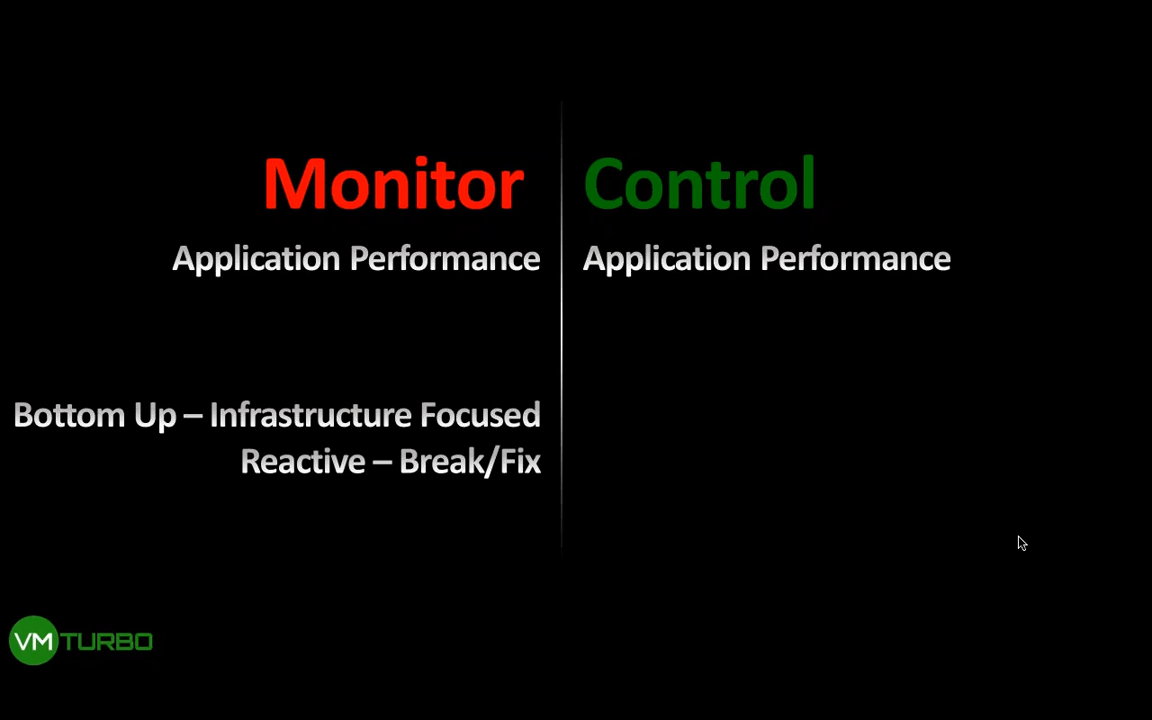 Monitor
Application Performance
Bottom Up – Infrastructure Focused
Reactive – Break/Fix
Control
Application Performance
VMTURBO